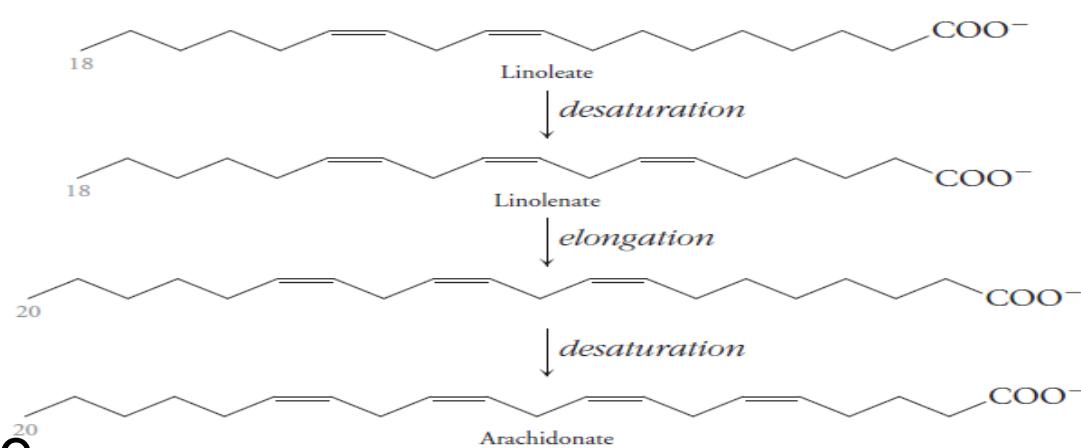 COO⁻
18
Linoleate
desaturation
18
COO⁻
Linolenate
elongation
20
COO⁻
desaturation
20
COO⁻
Arachidonate